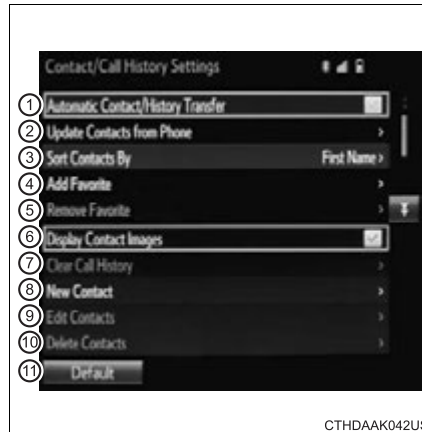 Contact/Call History Settings
1 Automatic Contact/History Transfer
2 Update Contacts from Phone >
3 Sort Contacts By First Name >
4 Add Favorite >
5 Remove Favorite >
6 Display Contact Images
7 Clear Call History >
8 New Contact >
9 Edit Contacts >
10 Delete Contacts >
11 Default
CTHDAAK042US